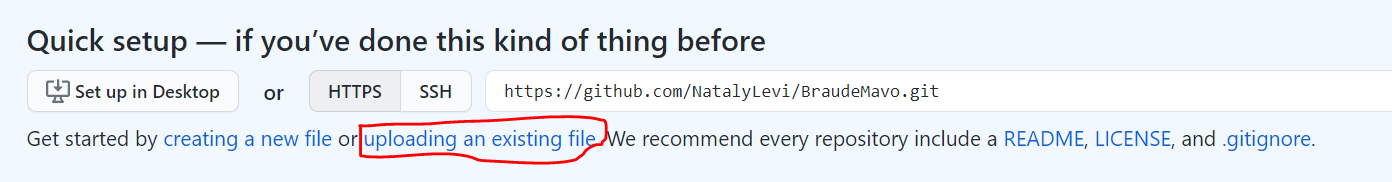 Quick setup — if you’ve done this kind of thing before
Set up in Desktop or HTTPS SSH https://github.com/NatalyLevi/BraudeMavo.git
Get started by creating a new file or uploading an existing file. We recommend every repository include a README, LICENSE, and .gitignore.